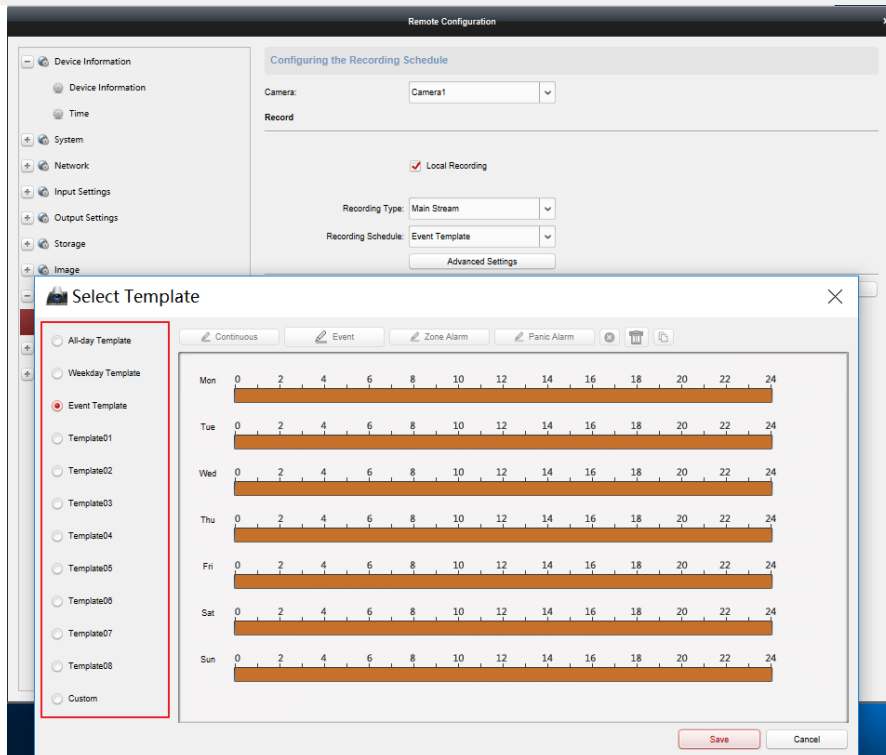 Remote Configuration
Device Information
Device Information
Time
System
Network
Input Settings
Output Settings
Storage
Image
Configuring the Recording Schedule
Camera: Camera1
Record
Local Recording
Recording Type: Main Stream
Recording Schedule: Event Template
Advanced Settings
Select Template
All-day Template
Weekday Template
Event Template
Template01
Template02
Template03
Template04
Template05
Template06
Template07
Template08
Custom
Continuous Event Zone Alarm Panic Alarm
Mon 0 2 4 6 8 10 12 14 16 18 20 22 24
Tue 0 2 4 6 8 10 12 14 16 18 20 22 24
Wed 0 2 4 6 8 10 12 14 16 18 20 22 24
Thu 0 2 4 6 8 10 12 14 16 18 20 22 24
Fri 0 2 4 6 8 10 12 14 16 18 20 22 24
Sat 0 2 4 6 8 10 12 14 16 18 20 22 24
Sun 0 2 4 6 8 10 12 14 16 18 20 22 24
Save Cancel